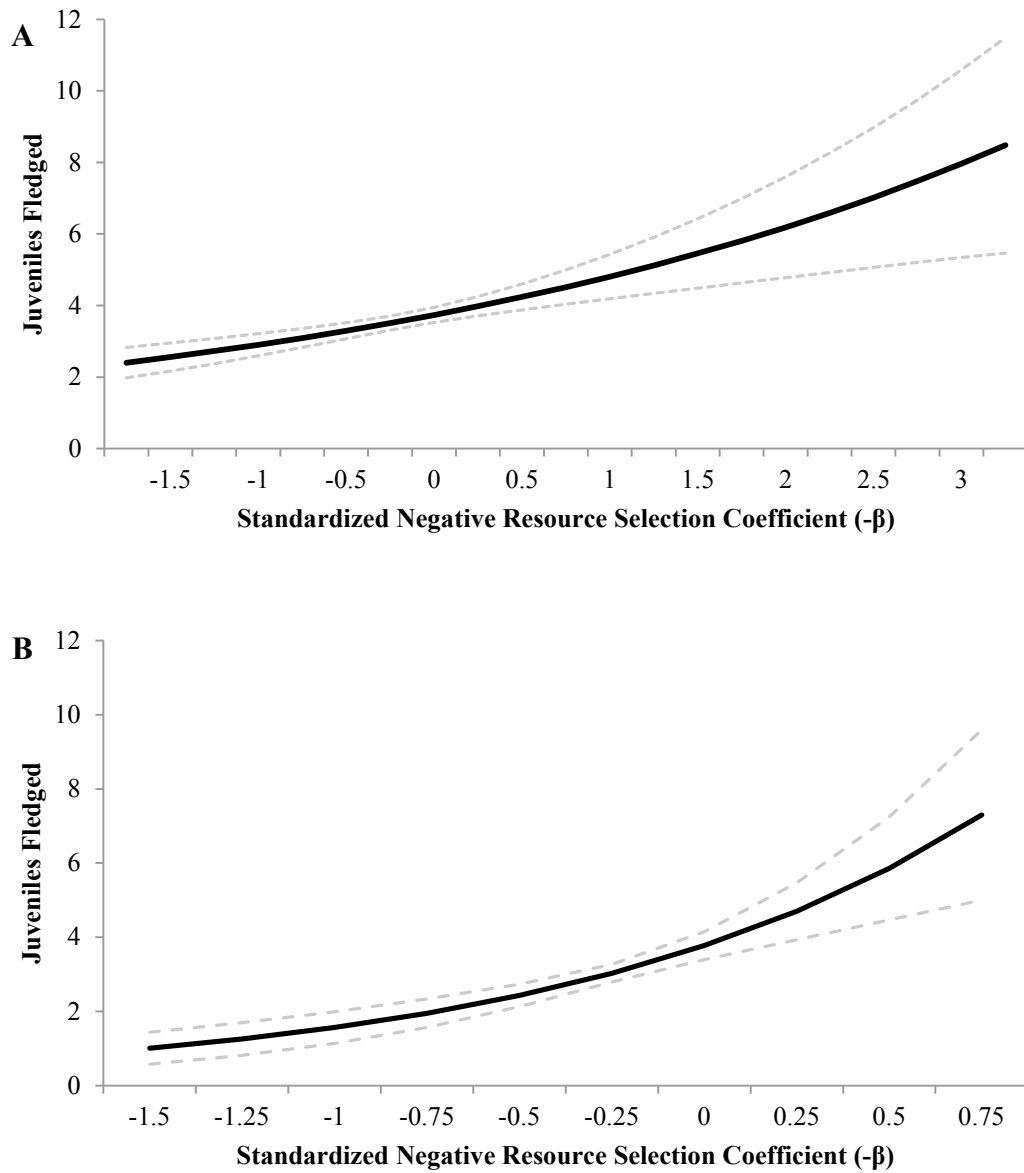 A
12
10
8
6
4
2
0
Juveniles Fledged
-1.5 -1 -0.5 0 0.5 1 1.5 2 2.5 3
Standardized Negative Resource Selection Coefficient (-β)
B
12
10
8
6
4
2
0
Juveniles Fledged
-1.5 -1.25 -1 -0.75 -0.5 -0.25 0 0.25 0.5 0.75
Standardized Negative Resource Selection Coefficient (-β)